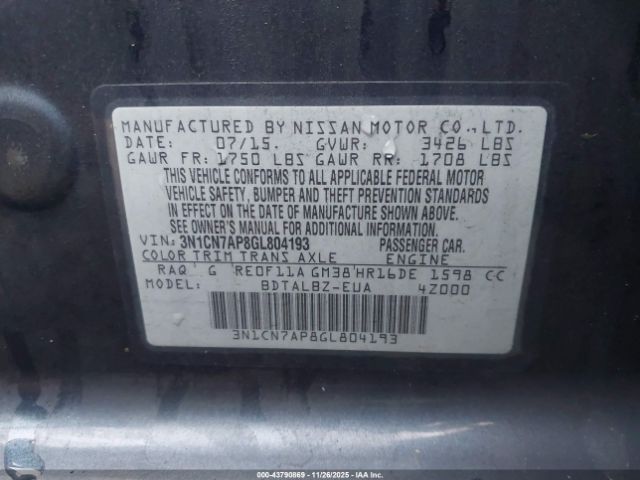 MANUFACTURED BY NISSAN MOTOR CO.,LTD.
DATE: 07/15. GVWR: 3426 LBS
GAWR FR: 1750 LBS GAWR RR: 1708 LBS
THIS VEHICLE CONFORMS TO ALL APPLICABLE FEDERAL MOTOR
VEHICLE SAFETY, BUMPER AND THEFT PREVENTION STANDARDS
IN EFFECT ON THE DATE OF MANUFACTURE SHOWN ABOVE.
SEE OWNER'S MANUAL FOR ADDITIONAL INFORMATION.
VIN: 3N1CN7AP8GL804193 PASSENGER CAR.
COLOR TRIM TRANS AXLE ENGINE
RAQ G RE0F11A GM38 HR16DE 1598 CC
BDTALBZ-EUA 4Z000
3N1CN7AP8GL804193
000-43790869 | 11/26/2025 | IAAI.CA